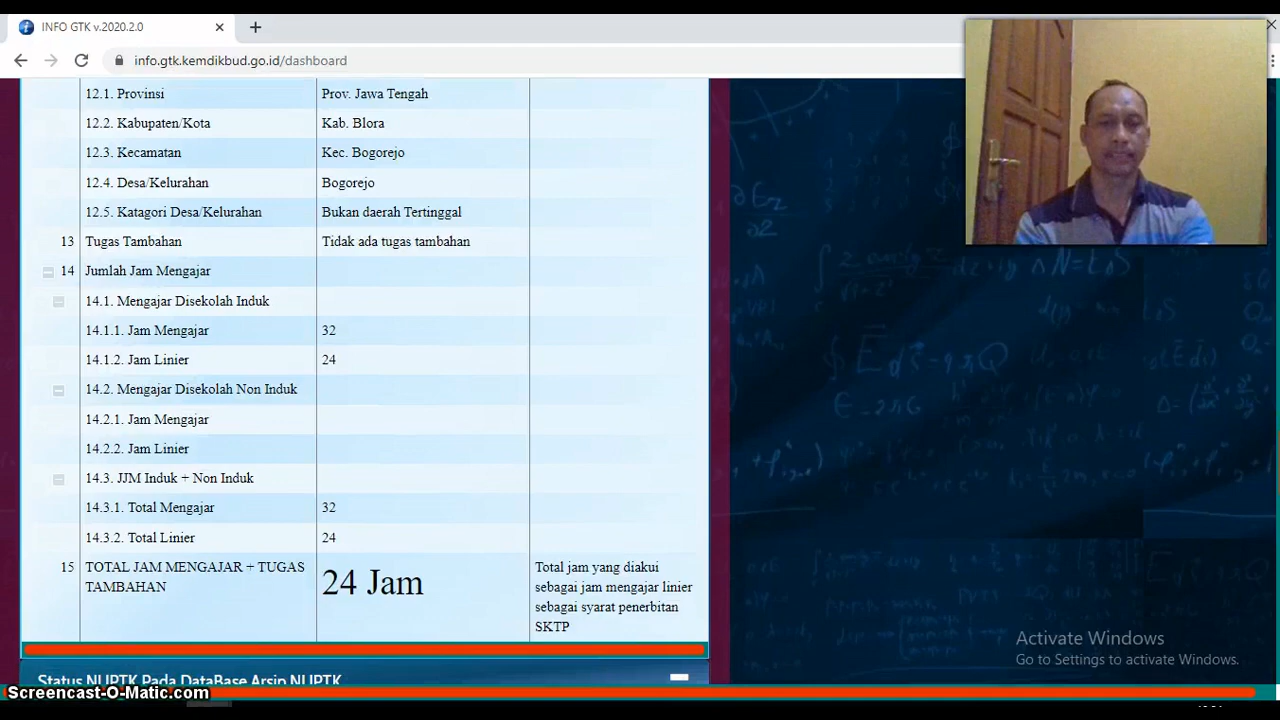 INFO GTK v.2020.2.0
info.gtk.kemdikbud.go.id/dashboard
12.1. Provinsi Prov. Jawa Tengah
12.2. Kabupaten/Kota Kab. Blora
12.3. Kecamatan Kec. Bogorejo
12.4. Desa/Kelurahan Bogorejo
12.5. Katagori Desa/Kelurahan Bukan daerah Tertinggal
13 Tugas Tambahan Tidak ada tugas tambahan
14 Jumlah Jam Mengajar
14.1. Mengajar Disekolah Induk
14.1.1. Jam Mengajar 32
14.1.2. Jam Linier 24
14.2. Mengajar Disekolah Non Induk
14.2.1. Jam Mengajar
14.2.2. Jam Linier
14.3. JJM Induk + Non Induk
14.3.1. Total Mengajar 32
14.3.2. Total Linier 24
15 TOTAL JAM MENGAJAR + TUGAS
TAMBAHAN
24 Jam
Total jam yang diakui
sebagai jam mengajar linier
sebagai syarat penerbitan
SKTP
Status NUPTK Pada DataBase Arsip NUPTK
Activate Windows
Go to Settings to activate Windows.
Screencast-O-Matic.com